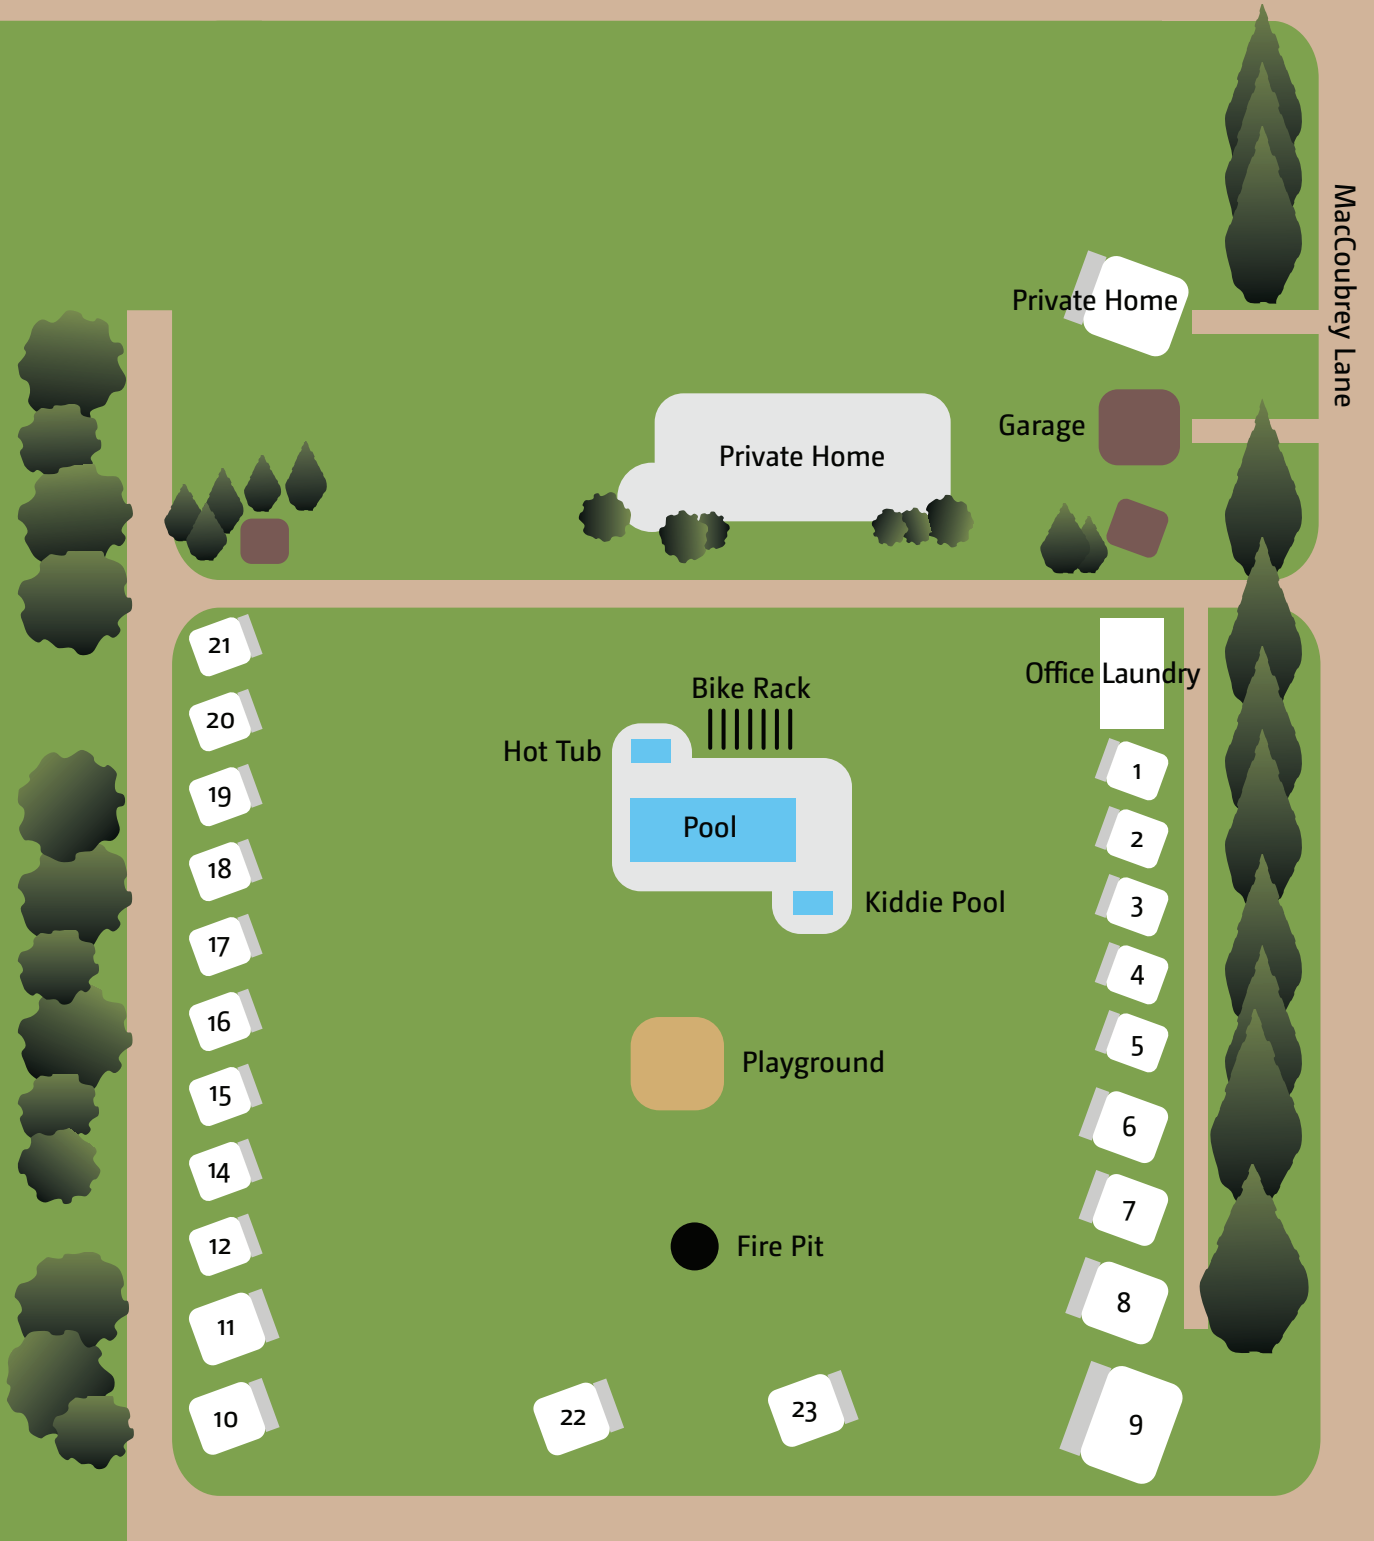 MacCoubrey Lane
Private Home
Garage
Private Home
Office Laundry
21
Bike Rack
20
Hot Tub
1
19
Pool
2
18
Kiddie Pool
3
17
4
16
5
Playground
15
6
14
7
12
Fire Pit
8
11
10
22
23
9